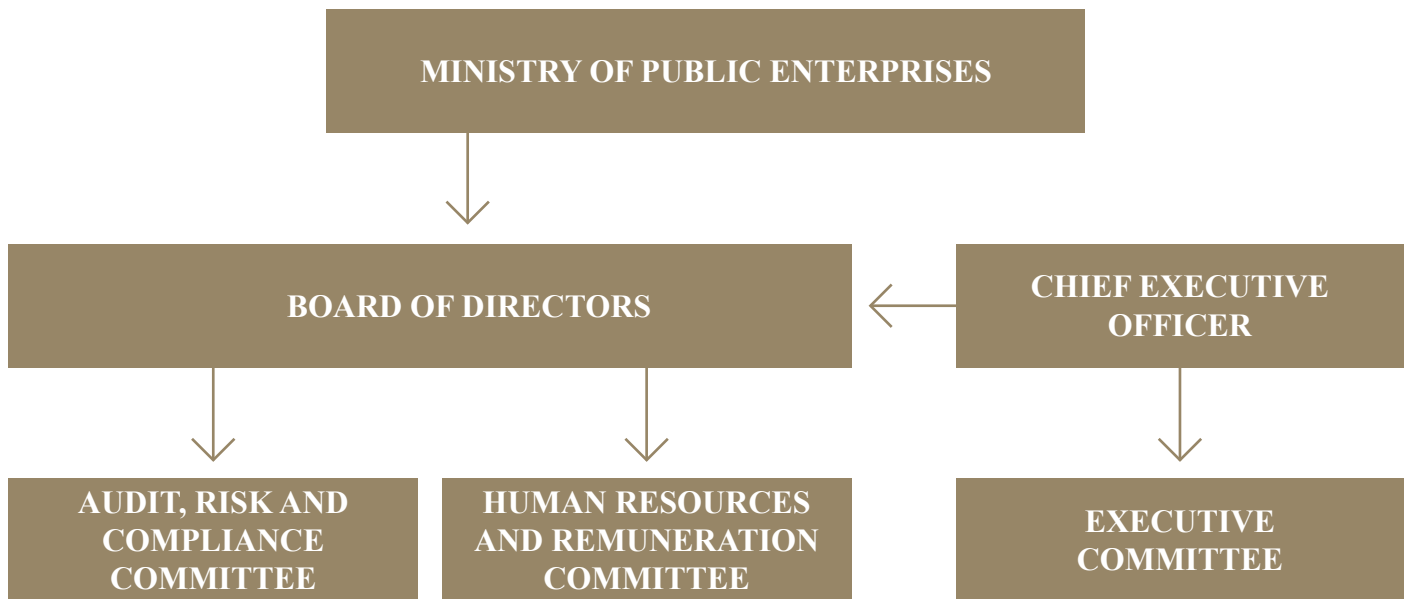 MINISTRY OF PUBLIC ENTERPRISES
BOARD OF DIRECTORS
CHIEF EXECUTIVE
OFFICER
AUDIT, RISK AND
COMPLIANCE
COMMITTEE
HUMAN RESOURCES
AND REMUNERATION
COMMITTEE
EXECUTIVE
COMMITTEE